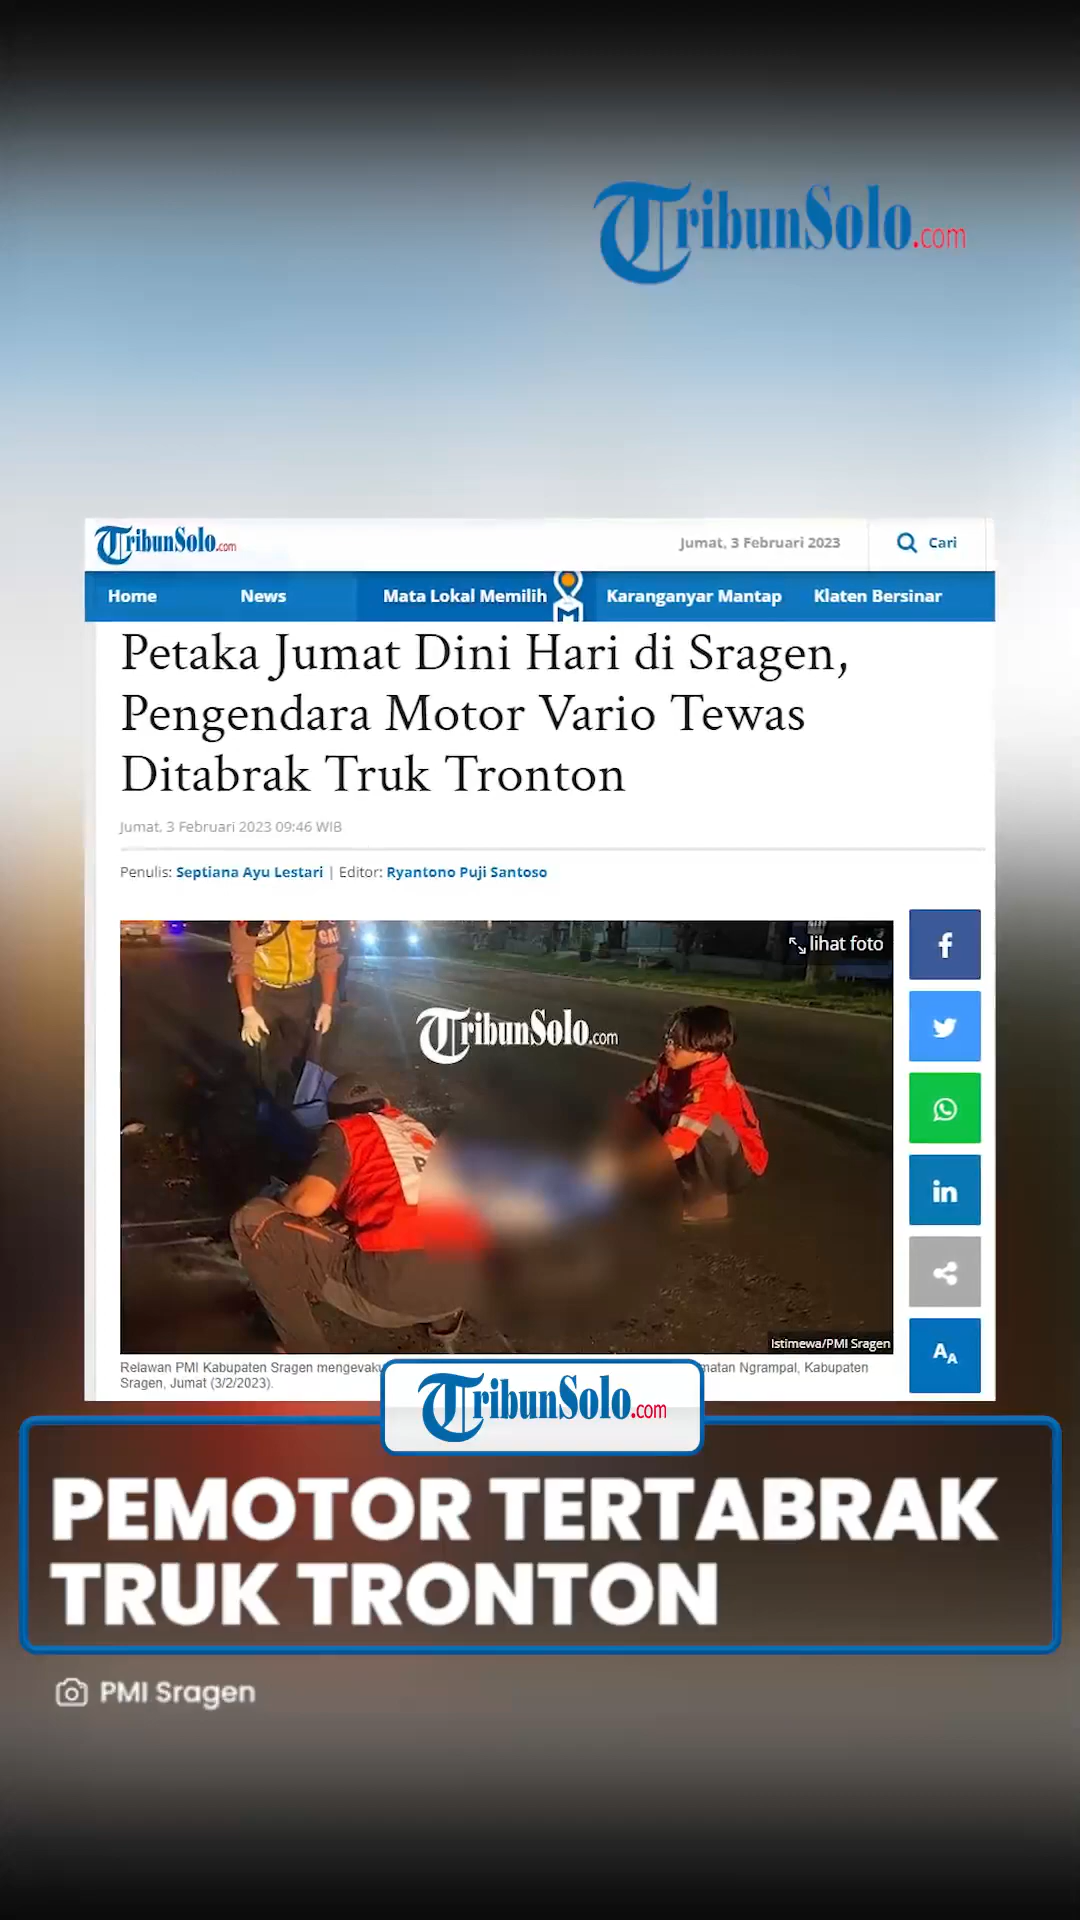 TribunSolo.com
TribunSolo.com
Jumat, 3 Februari 2023
Cari
Home
News
Mata Lokal Memilih
Karanganyar Mantap
Klaten Bersinar
Petaka Jumat Dini Hari di Sragen,
Pengendara Motor Vario Tewas
Ditabrak Truk Tronton
Jumat, 3 Februari 2023 09:46 WIB
Penulis: Septiana Ayu Lestari | Editor: Ryantono Puji Santoso
lihat foto
TribunSolo.com
Istimewa/PMI Sragen
Relawan PMI Kabupaten Sragen Ngrampal, Kabupaten
Sragen, Jumat (3/2/2023).
TribunSolo.com
PEMOTOR TERTABRAK
TRUK TRONTON
PMI Sragen